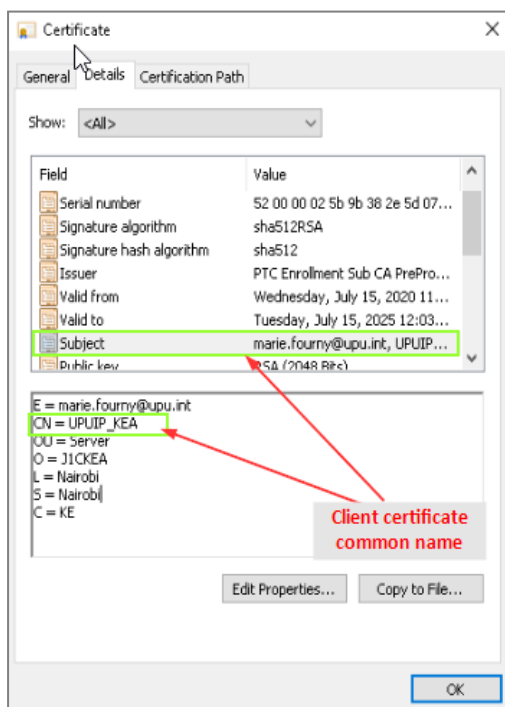 Certificate
General Details Certification Path
Show: <All>
Field Value
Serial number 52 00 00 02 5b 9b 38 2e 5d 07...
Signature algorithm sha512RSA
Signature hash algorithm sha512
Issuer PTC Enrollment Sub CA PrePro...
Valid from Wednesday, July 15, 2020 11...
Valid to Tuesday, July 15, 2025 12:03...
Subject marie.fourny@upu.int, UPUIP...
Public key RSA (2048 Bits)
E = marie.fourny@upu.int
CN = UPUIP_KEA
OU = Server
O = J1CKEA
L = Nairobi
S = Nairobi
C = KE
Client certificate
common name
Edit Properties... Copy to File...
OK